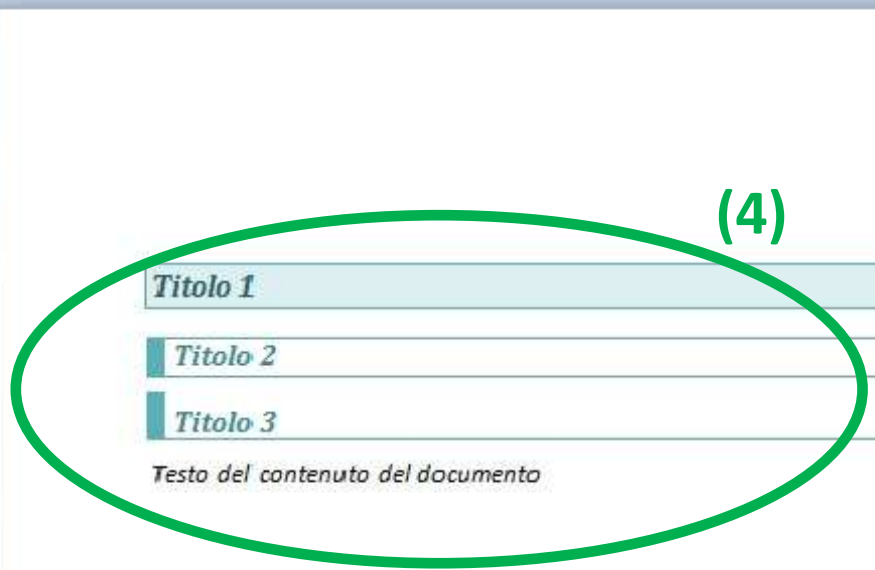 (4)
Titolo 1
Titolo 2
Titolo 3
Testo del contenuto del documento